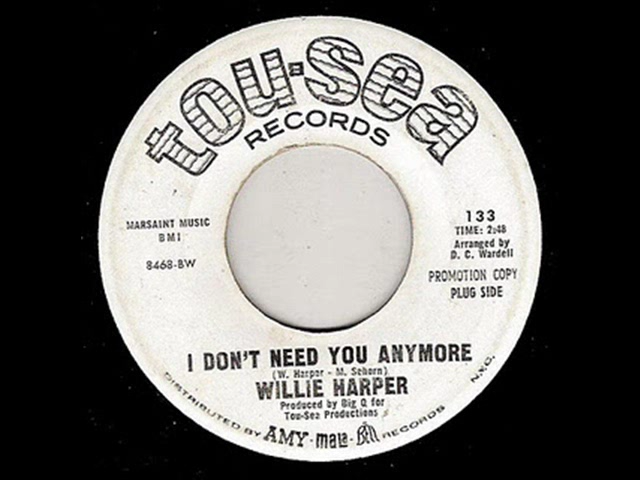 tou-sea
RECORDS
MARSAINT MUSIC
BMI
8468-BW
133
TIME: 2:48
Arranged by
D. C. Wardell
PROMOTION COPY
PLUG SIDE
I DON'T NEED YOU ANYMORE
(W. Harper - M. Sehorn)
WILLIE HARPER
Produced by Big Q for
Tou-Sea Productions
DISTRIBUTED BY AMY-mala-Bell RECORDS N.Y.C.